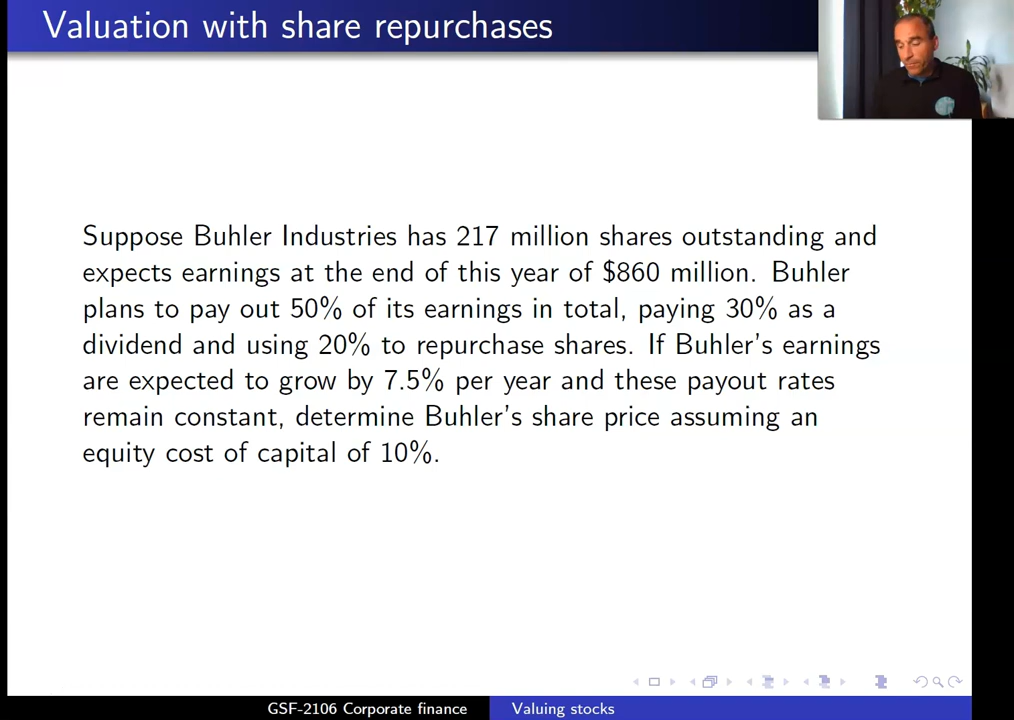 Valuation with share repurchases
Suppose Buhler Industries has 217 million shares outstanding and
expects earnings at the end of this year of $860 million. Buhler
plans to pay out 50% of its earnings in total, paying 30% as a
dividend and using 20% to repurchase shares. If Buhler's earnings
are expected to grow by 7.5% per year and these payout rates
remain constant, determine Buhler's share price assuming an
equity cost of capital of 10%.
GSF-2106 Corporate finance
Valuing stocks